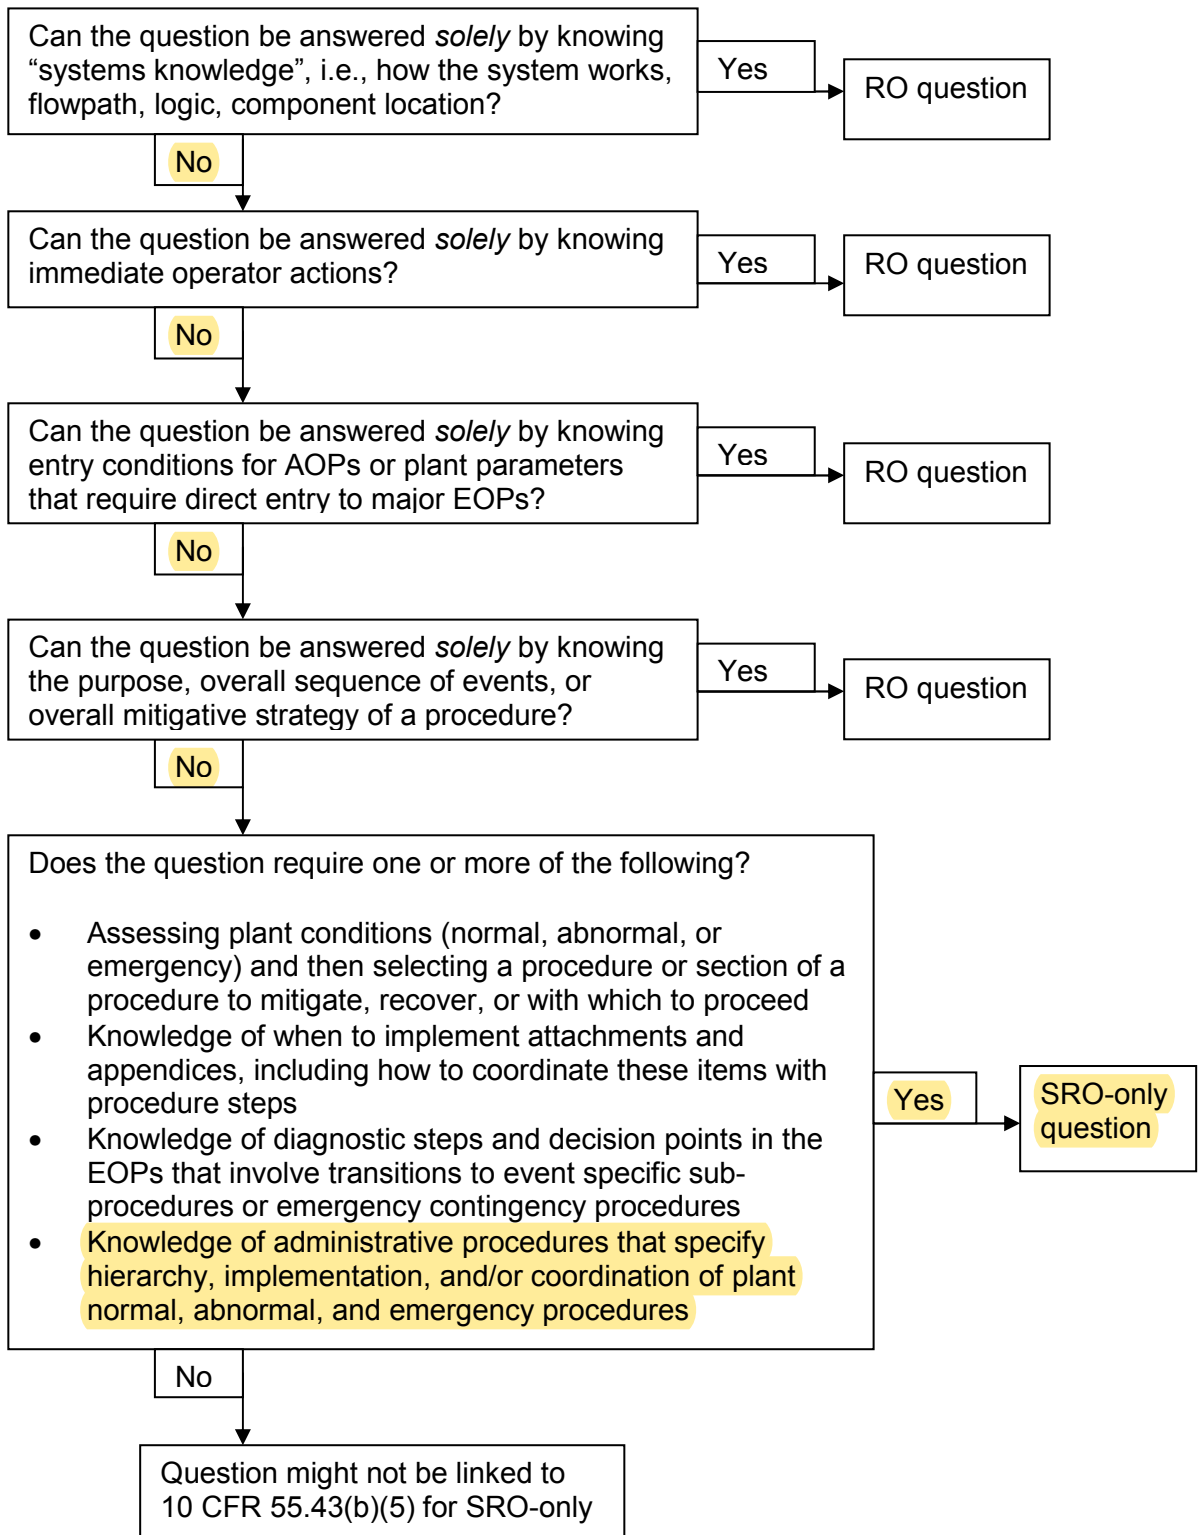 Can the question be answered solely by knowing
“systems knowledge”, i.e., how the system works,
flowpath, logic, component location?
Yes
RO question
No
Can the question be answered solely by knowing
immediate operator actions?
Yes
RO question
No
Can the question be answered solely by knowing
entry conditions for AOPs or plant parameters
that require direct entry to major EOPs?
Yes
RO question
No
Can the question be answered solely by knowing
the purpose, overall sequence of events, or
overall mitigative strategy of a procedure?
Yes
RO question
No
Does the question require one or more of the following?
• Assessing plant conditions (normal, abnormal, or
emergency) and then selecting a procedure or section of a
procedure to mitigate, recover, or with which to proceed
• Knowledge of when to implement attachments and
appendices, including how to coordinate these items with
procedure steps
• Knowledge of diagnostic steps and decision points in the
EOPs that involve transitions to event specific sub-
procedures or emergency contingency procedures
• Knowledge of administrative procedures that specify
hierarchy, implementation, and/or coordination of plant
normal, abnormal, and emergency procedures
Yes
SRO-only
question
No
Question might not be linked to
10 CFR 55.43(b)(5) for SRO-only